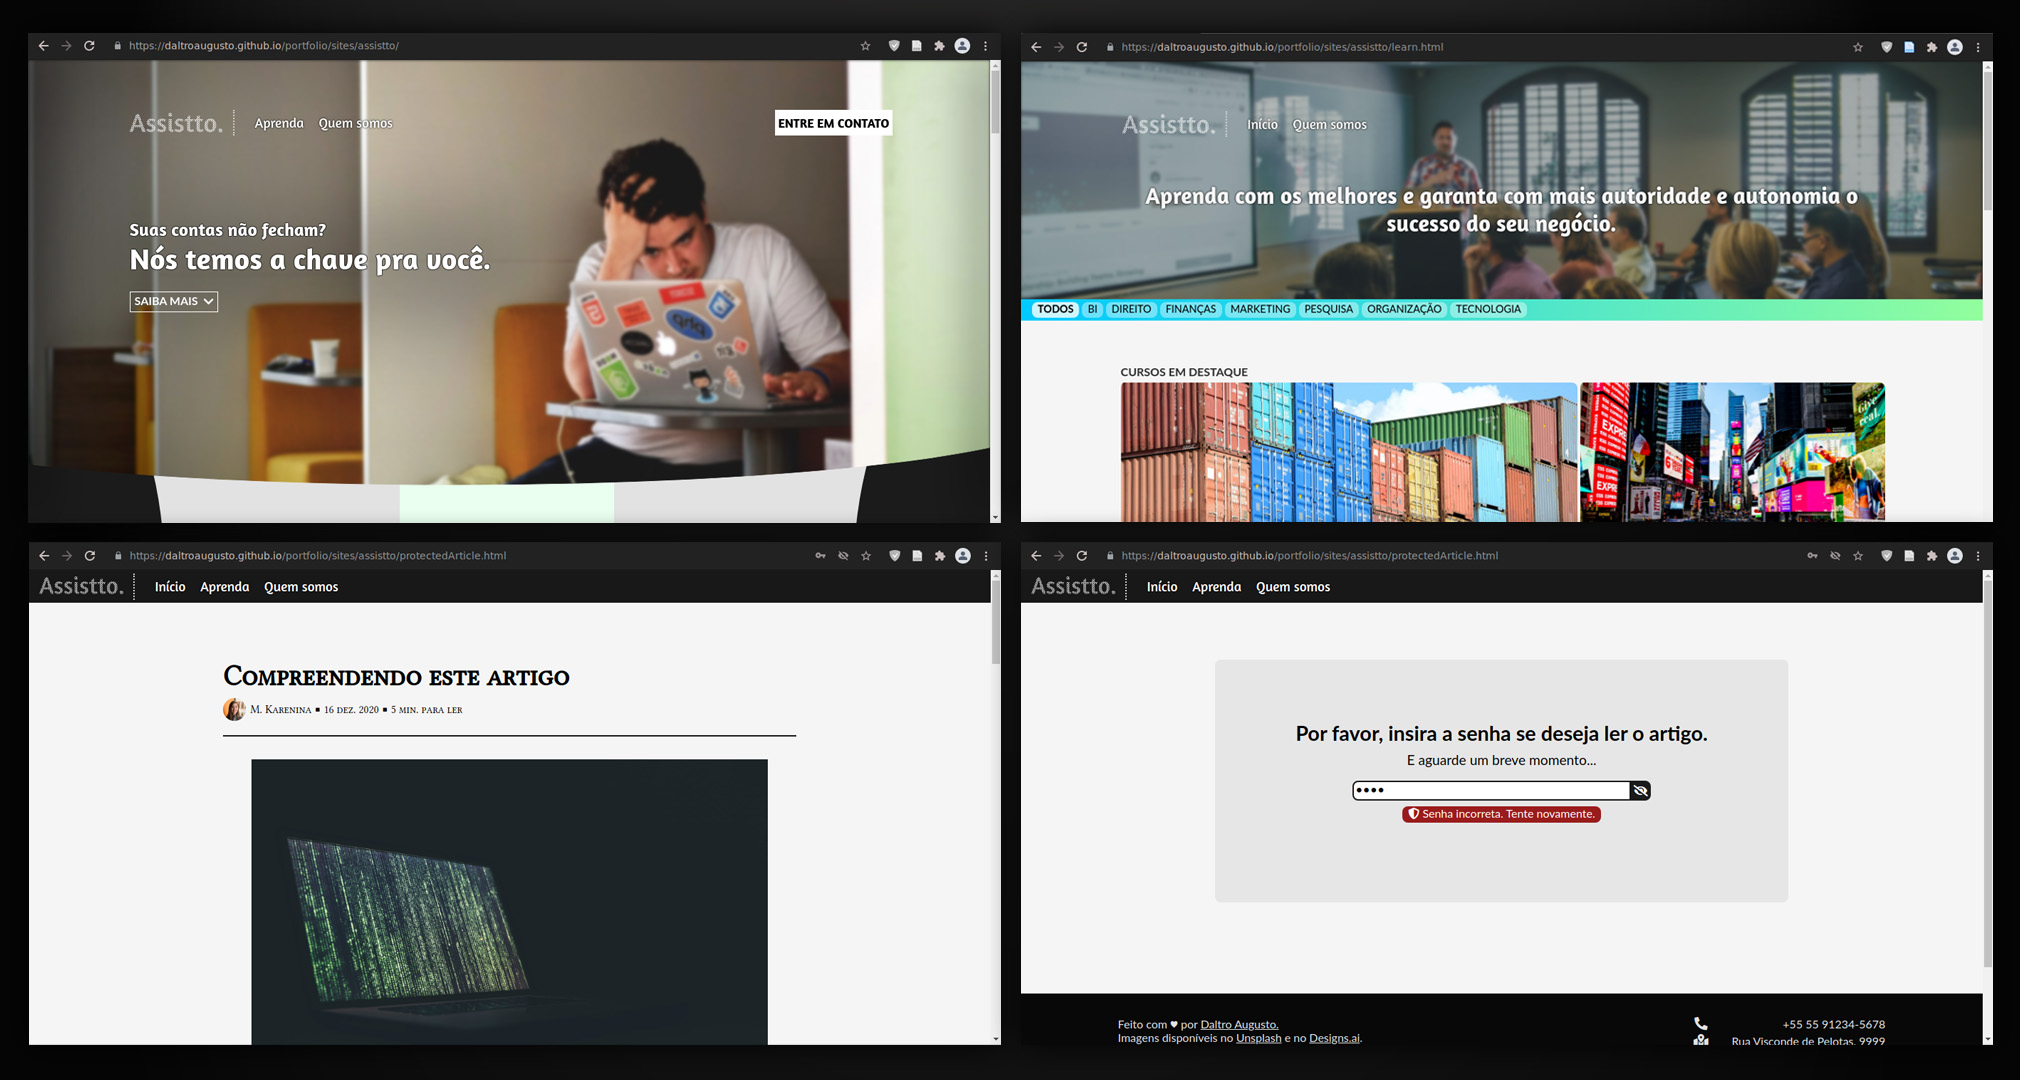 https://daltroaugusto.github.io/portfolio/sites/assistto/
Assistto.
Aprenda
Quem somos
ENTRE EM CONTATO
Suas contas não fecham?
Nós temos a chave pra você.
SAIBA MAIS
https://daltroaugusto.github.io/portfolio/sites/assistto/learn.html
Assistto.
Início
Quem somos
Aprenda com os melhores e garanta com mais autoridade e autonomia o
sucesso do seu negócio.
TODOS
BI
DIREITO
FINANÇAS
MARKETING
PESQUISA
ORGANIZAÇÃO
TECNOLOGIA
CURSOS EM DESTAQUE
https://daltroaugusto.github.io/portfolio/sites/assistto/protectedArticle.html
Assistto.
Início
Aprenda
Quem somos
Compreendendo este artigo
M. Karenina ▪ 16 dez. 2020 ▪ 5 min. para ler
https://daltroaugusto.github.io/portfolio/sites/assistto/protectedArticle.html
Assistto.
Início
Aprenda
Quem somos
Por favor, insira a senha se deseja ler o artigo.
E aguarde um breve momento...
••••
Senha incorreta. Tente novamente.
Feito com ♥ por Daltro Augusto.
Imagens disponíveis no Unsplash e no Designs.ai.
+55 55 91234-5678
Rua Visconde de Pelotas, 9999